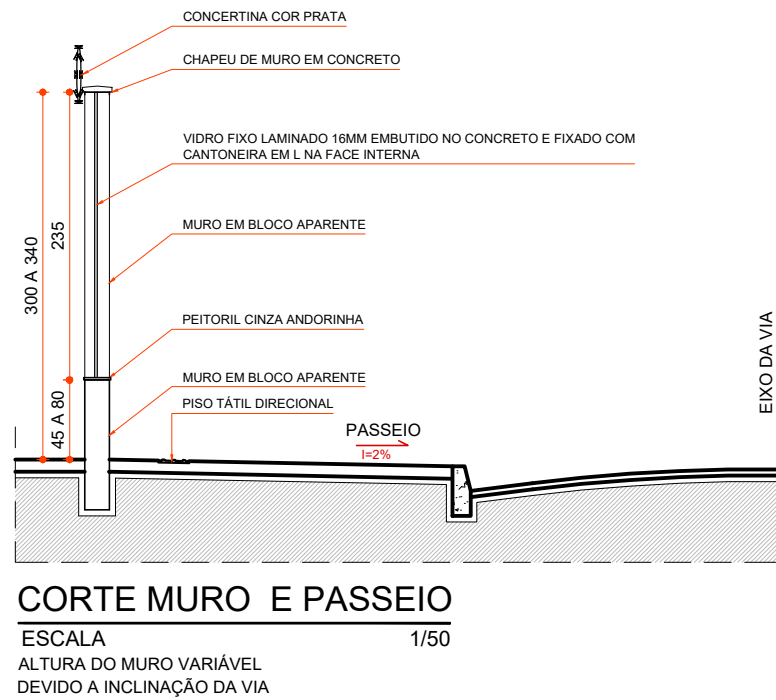 CONCERTINA COR PRATA
CHAPEU DE MURO EM CONCRETO
VIDRO FIXO LAMINADO 16MM EMBUTIDO NO CONCRETO E FIXADO COM
CANTONEIRA EM L NA FACE INTERNA
300 A 340
235
MURO EM BLOCO APARENTE
PEITORIL CINZA ANDORINHA
45 A 80
MURO EM BLOCO APARENTE
PISO TÁTIL DIRECIONAL
PASSEIO
I=2%
EIXO DA VIA
CORTE MURO E PASSEIO
ESCALA 1/50
ALTURA DO MURO VARIÁVEL
DEVIDO A INCLINAÇÃO DA VIA